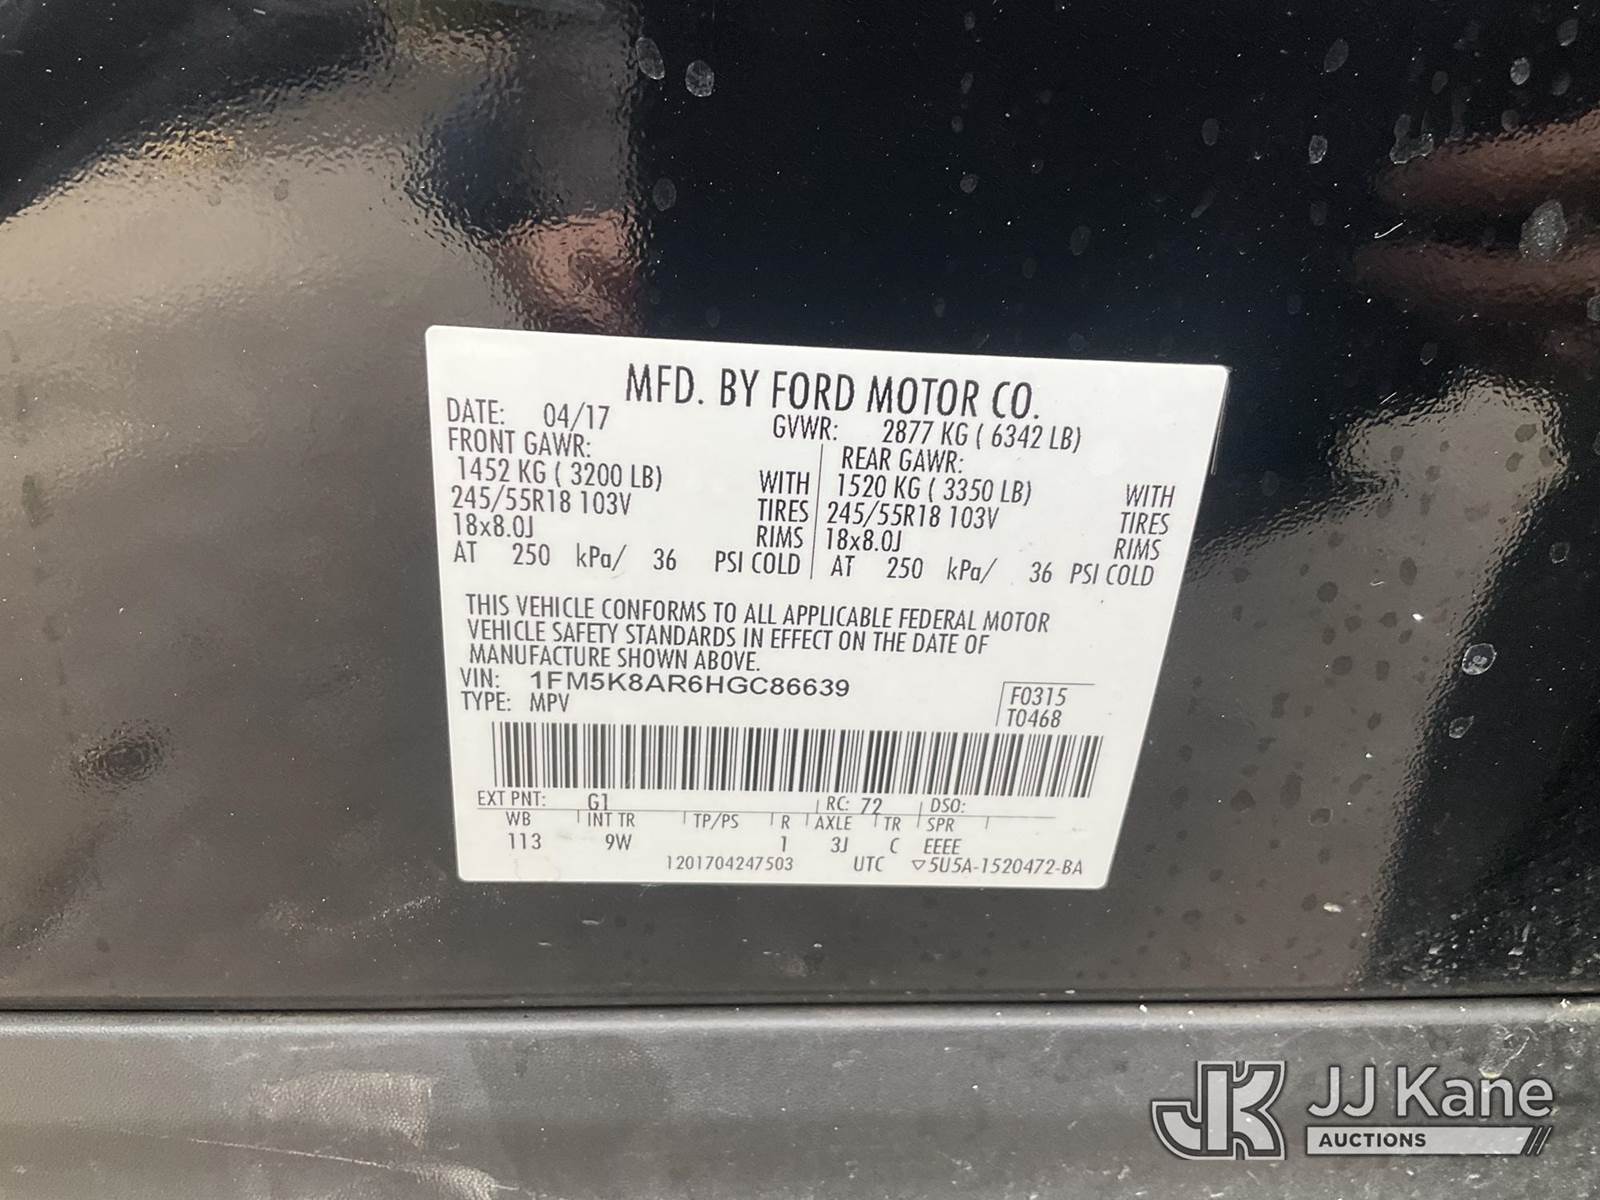 MFD. BY FORD MOTOR CO.
DATE: 04/17 GVWR: 2877 KG ( 6342 LB)
FRONT GAWR: REAR GAWR:
1452 KG ( 3200 LB) WITH 1520 KG ( 3350 LB) WITH
245/55R18 103V TIRES 245/55R18 103V TIRES
18x8.0J RIMS 18x8.0J RIMS
AT 250 kPa/ 36 PSI COLD AT 250 kPa/ 36 PSI COLD
THIS VEHICLE CONFORMS TO ALL APPLICABLE FEDERAL MOTOR
VEHICLE SAFETY STANDARDS IN EFFECT ON THE DATE OF
MANUFACTURE SHOWN ABOVE.
VIN: 1FM5K8AR6HGC86639 F0315
TYPE: MPV T0468
EXT PNT: G1 RC: 72 DSO:
WB INT TR TP/PS R AXLE TR SPR
113 9W 1 3J C EEEE
1201704247503 UTC ▽5U5A-1520472-BA
JK JJ Kane
AUCTIONS